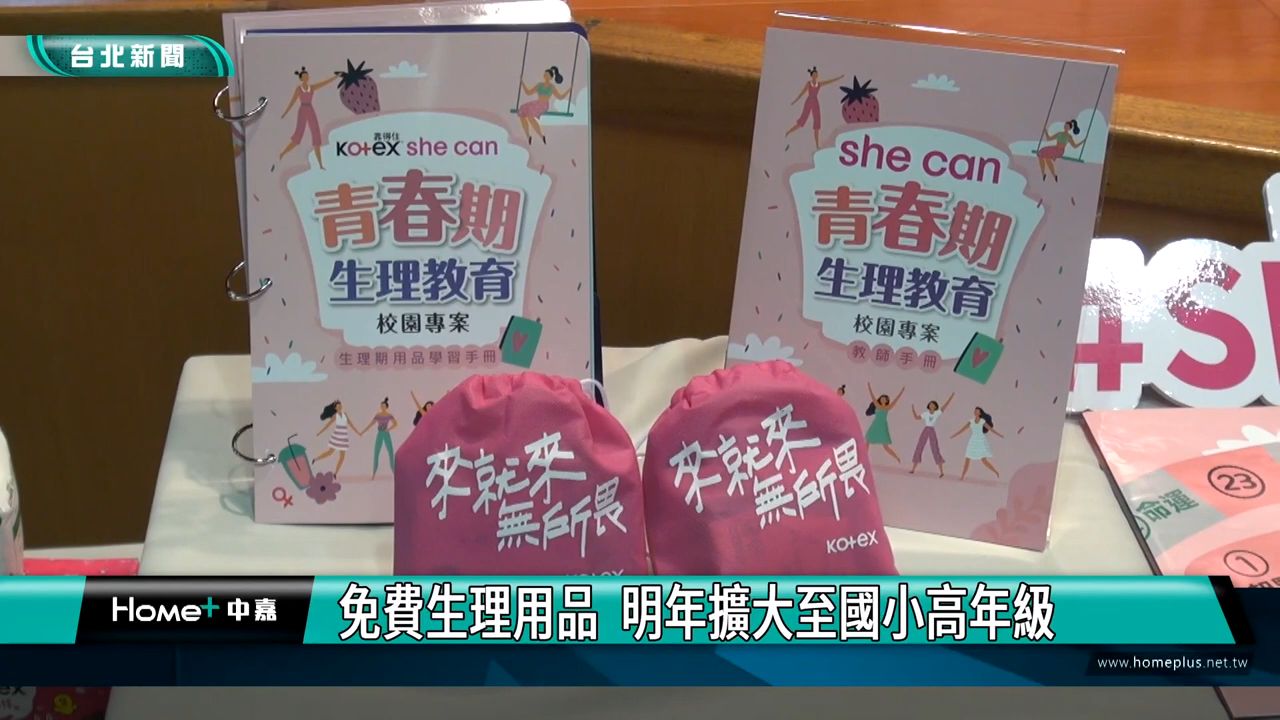 台北新聞
靠得住
Kotex she can
青春期
生理教育
校園專案
生理期用品學習手冊
she can
青春期
生理教育
校園專案
教師手冊
來就來
無所畏
Kotex
來就來
無所畏
Kotex
23
命運
1
Home+中嘉
免費生理用品 明年擴大至國小高年級
www.homeplus.net.tw